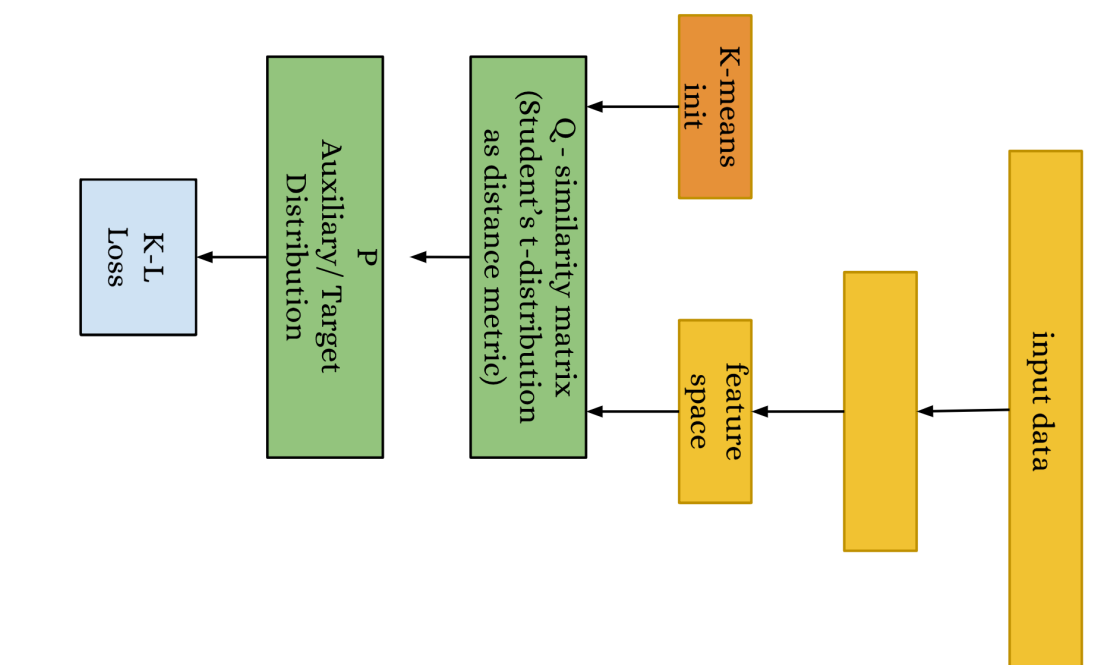 input data
feature
space
K-means
init
Q - similarity matrix
(Student’s t-distribution
as distance metric)
P
Auxiliary/ Target
Distribution
K-L
Loss